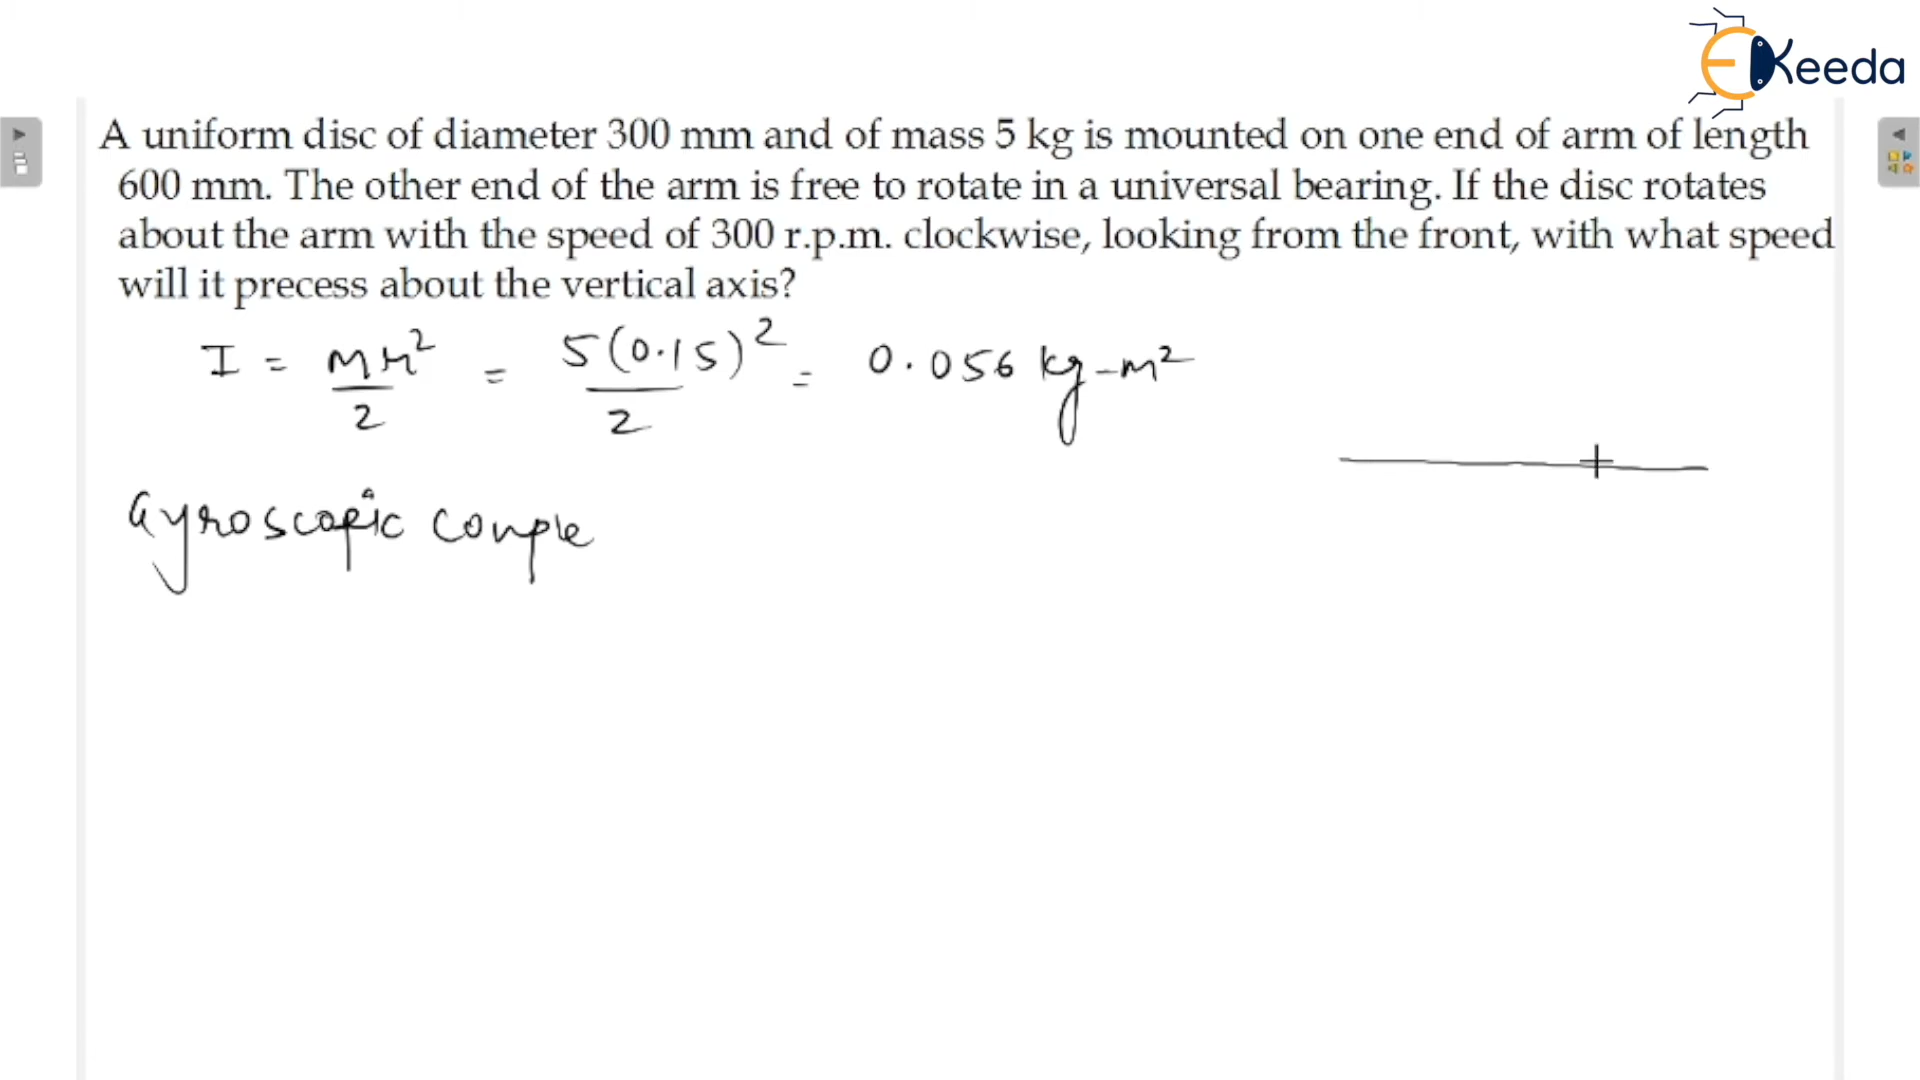 EKeeda
A uniform disc of diameter 300 mm and of mass 5 kg is mounted on one end of arm of length
600 mm. The other end of the arm is free to rotate in a universal bearing. If the disc rotates
about the arm with the speed of 300 r.p.m. clockwise, looking from the front, with what speed
will it precess about the vertical axis?
I = mr²/2 = 5(0.15)²/2 = 0.056 kg-m²
Gyroscopic couple